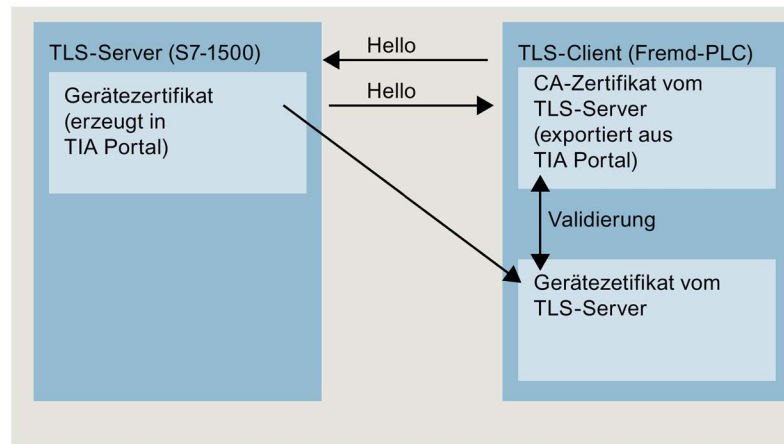 TLS-Server (S7-1500)
Gerätezertifikat
(erzeugt in
TIA Portal)
Hello
Hello
TLS-Client (Fremd-PLC)
CA-Zertifikat vom
TLS-Server
(exportiert aus
TIA Portal)
Validierung
Gerätezetifikat vom
TLS-Server